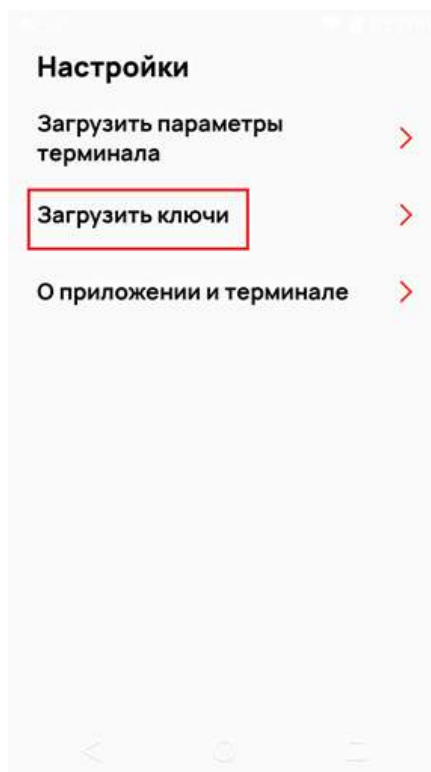 Настройки
Загрузить параметры
терминала
Загрузить ключи
О приложении и терминале